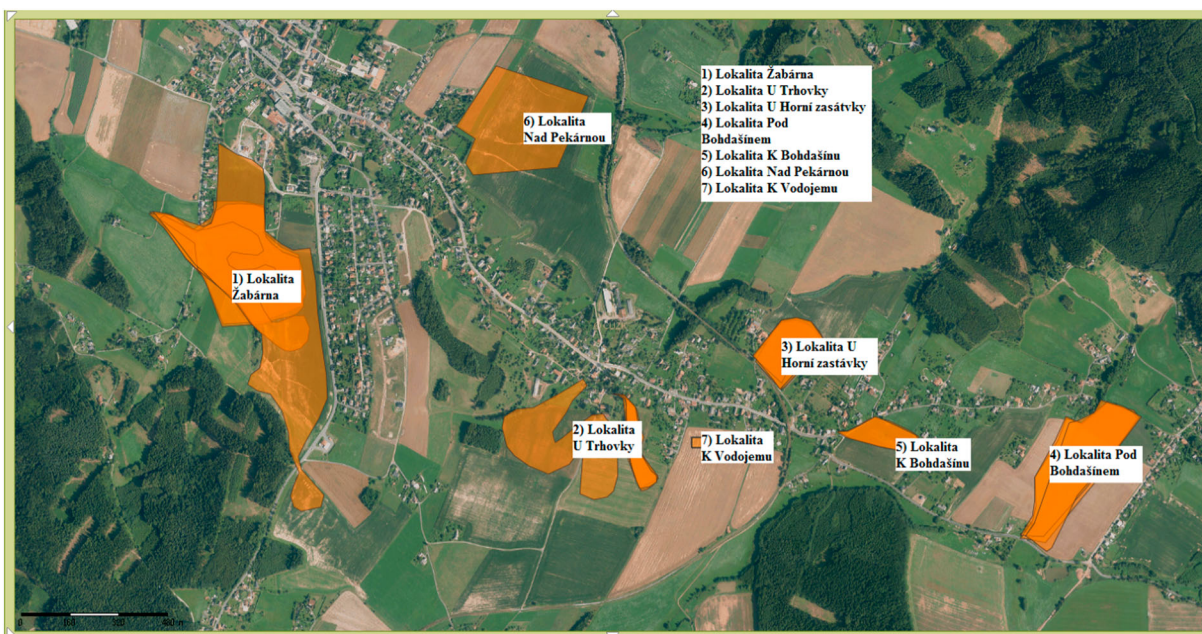 1) Lokalita Žabárna
2) Lokalita U Trhovky
3) Lokalita U Horní zasátvky
4) Lokalita Pod
Bohdašínem
5) Lokalita K Bohdašínu
6) Lokalita Nad Pekárnou
7) Lokalita K Vodojemu
6) Lokalita
Nad Pekárnou
1) Lokalita
Žabárna
3) Lokalita U
Horní zastávky
2) Lokalita
U Trhovky
7) Lokalita
K Vodojemu
5) Lokalita
K Bohdašínu
4) Lokalita Pod
Bohdašínem